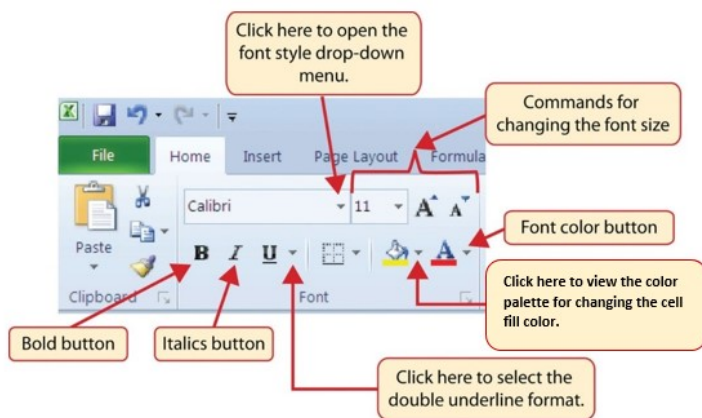 Click here to open the
font style drop-down
menu.
Commands for
changing the font size
File Home Insert Page Layout Formula
Calibri 11 A A
Paste
B I U A
Clipboard Font
Font color button
Click here to view the color
palette for changing the cell
fill color.
Bold button
Italics button
Click here to select the
double underline format.